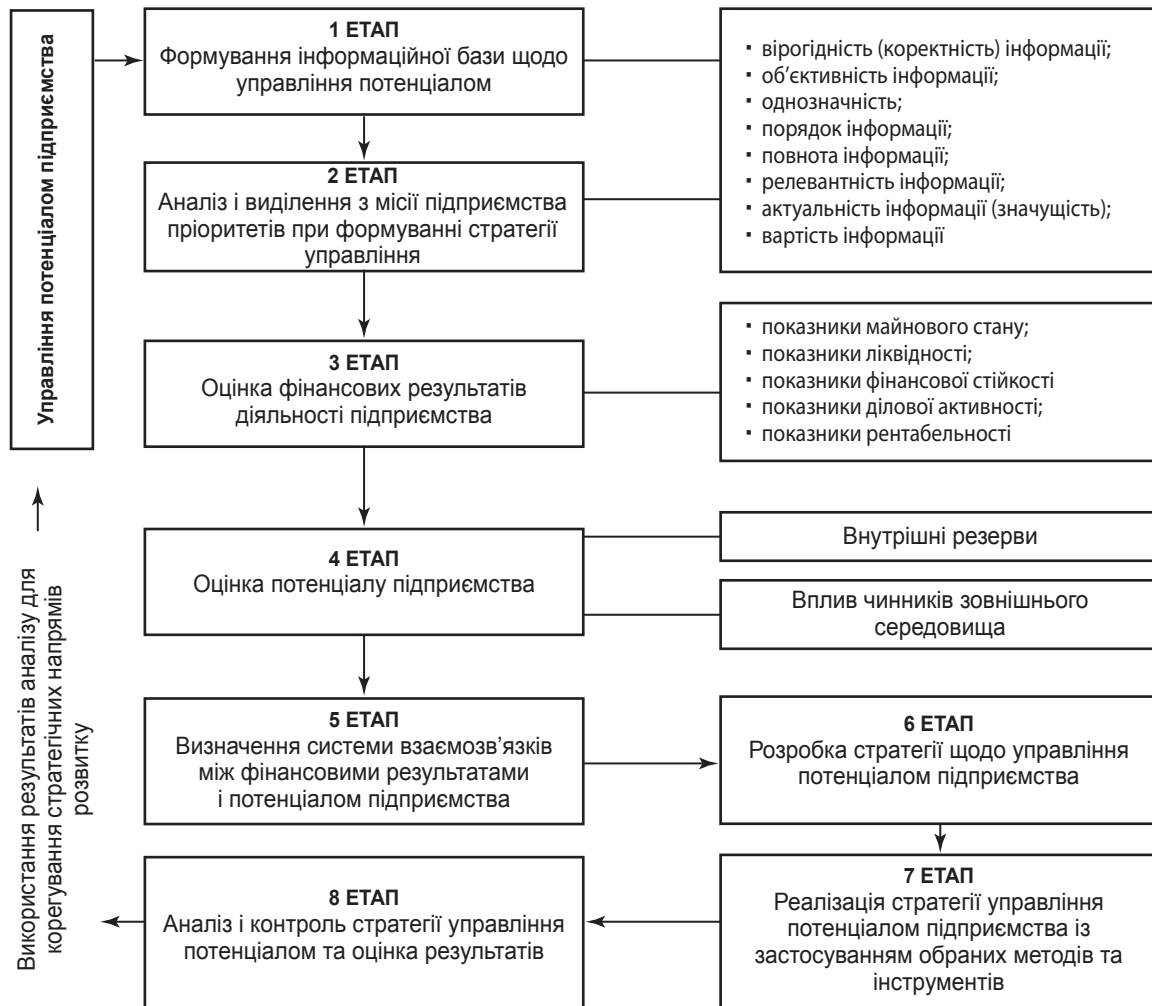 Управління потенціалом підприємства
1 ЕТАП
Формування інформаційної бази щодо
управління потенціалом
▪ вірогідність (коректність) інформації;
▪ об’єктивність інформації;
▪ однозначність;
▪ порядок інформації;
▪ повнота інформації;
▪ релевантність інформації;
▪ актуальність інформації (значущість);
▪ вартість інформації
2 ЕТАП
Аналіз і виділення з місії підприємства
пріоритетів при формуванні стратегії
управління
3 ЕТАП
Оцінка фінансових результатів
діяльності підприємства
▪ показники майнового стану;
▪ показники ліквідності;
▪ показники фінансової стійкості
▪ показники ділової активності;
▪ показники рентабельності
4 ЕТАП
Оцінка потенціалу підприємства
Внутрішні резерви
Вплив чинників зовнішнього
середовища
5 ЕТАП
Визначення системи взаємозв’язків
між фінансовими результатами
і потенціалом підприємства
6 ЕТАП
Розробка стратегії щодо управління
потенціалом підприємства
7 ЕТАП
Реалізація стратегії управління
потенціалом підприємства із
застосуванням обраних методів та
інструментів
8 ЕТАП
Аналіз і контроль стратегії управління
потенціалом та оцінка результатів
Використання результатів аналізу для
корегування стратегічних напрямів
розвитку